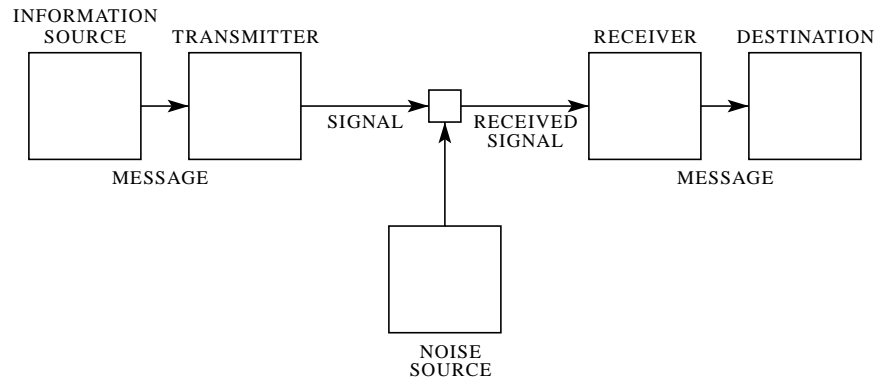 INFORMATION
SOURCE
TRANSMITTER
RECEIVER
DESTINATION
SIGNAL
RECEIVED
SIGNAL
MESSAGE
MESSAGE
NOISE
SOURCE